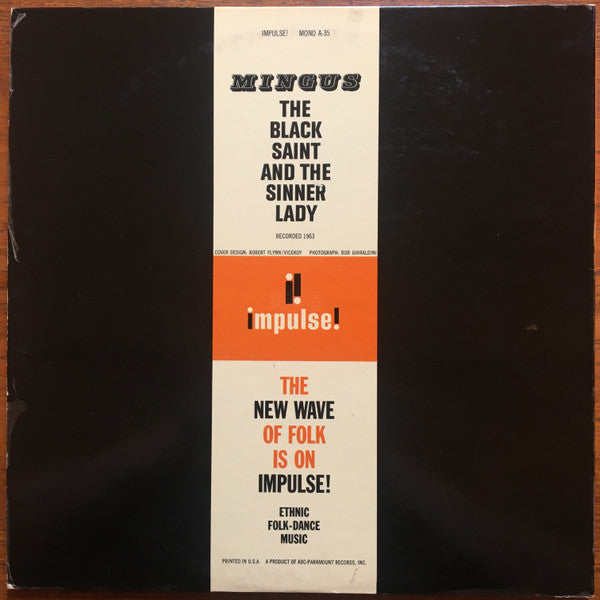 IMPULSE! MONO A-35
MINGUS
THE
BLACK
SAINT
AND THE
SINNER
LADY
RECORDED 1963
COVER DESIGN: ROBERT FLYNN/VICEROY PHOTOGRAPH: BOB GHIRALDINI
i!
impulse!
THE
NEW WAVE
OF FOLK
IS ON
IMPULSE!
ETHNIC
FOLK-DANCE
MUSIC
PRINTED IN U.S.A. A PRODUCT OF ABC-PARAMOUNT RECORDS, INC.